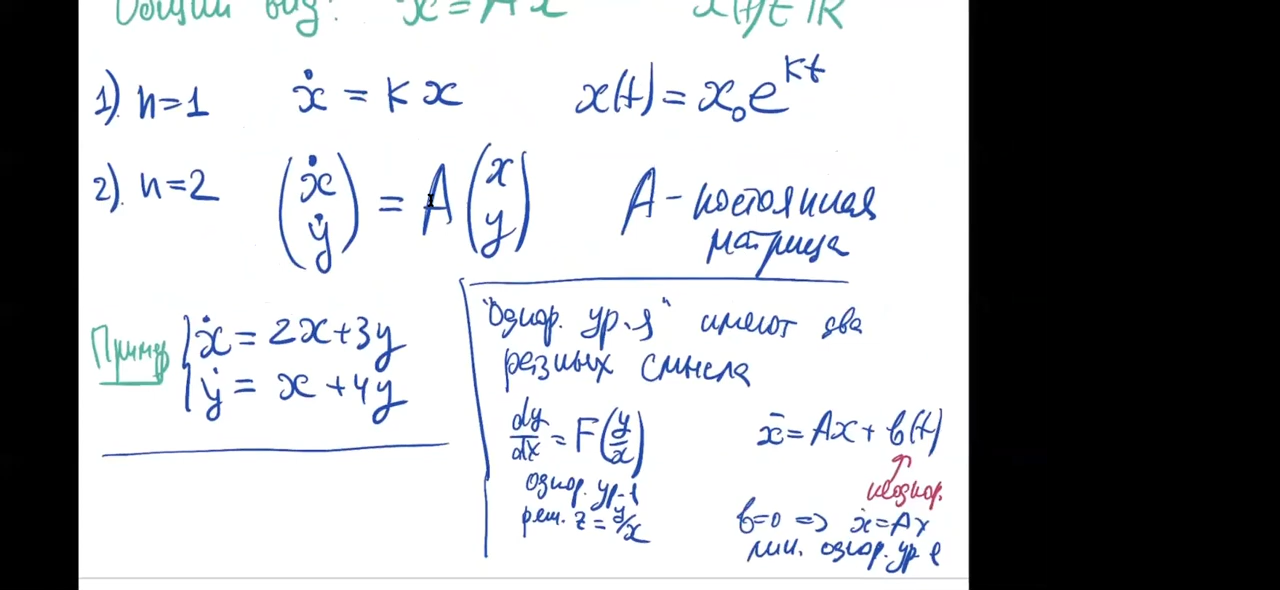 Общий вид: ẋ = Ax x(t) ∈ ℝ
1). n=1 ẋ = kx x(t) = x₀e^{kt}
2). n=2 (ẋ ẏ) = A (x y) A - постоянная
матрица
Пример { ẋ = 2x+3y
ẏ = x+4y
"Однор. ур-я" имеют два
разных смысла
dy/dx = F(y/x)
однор. ур-е
реш. z = y/x
ẋ = Ax + b(t)
неоднор.
b=0 => ẋ=Ax
лин. однор. ур-е